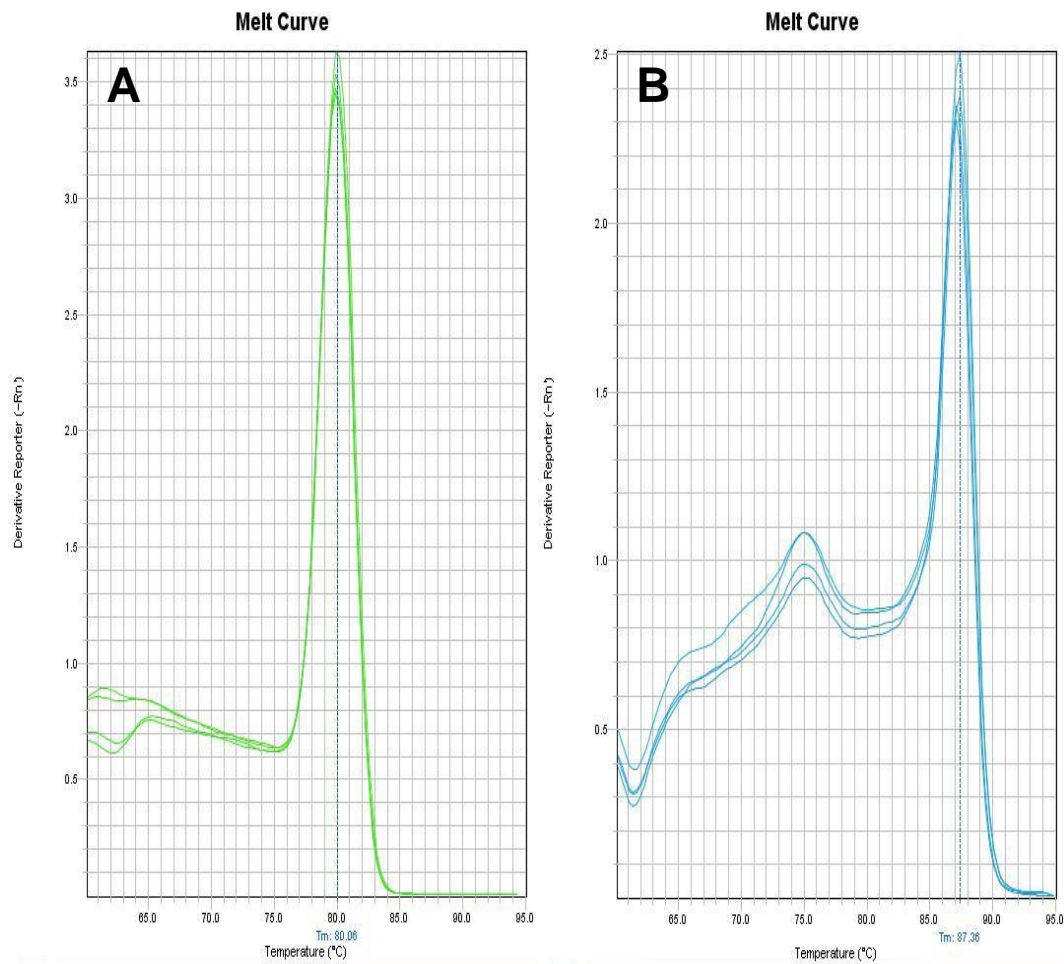 Melt Curve
A
3.5
3.0
2.5
2.0
1.5
1.0
0.5
Derivative Reporter (-Rn')
65.0 70.0 75.0 80.0 85.0 90.0 95.0
Tm: 80.06
Temperature (°C)
Melt Curve
B
2.5
2.0
1.5
1.0
0.5
Derivative Reporter (-Rn')
65.0 70.0 75.0 80.0 85.0 90.0 95.0
Tm: 87.36
Temperature (°C)